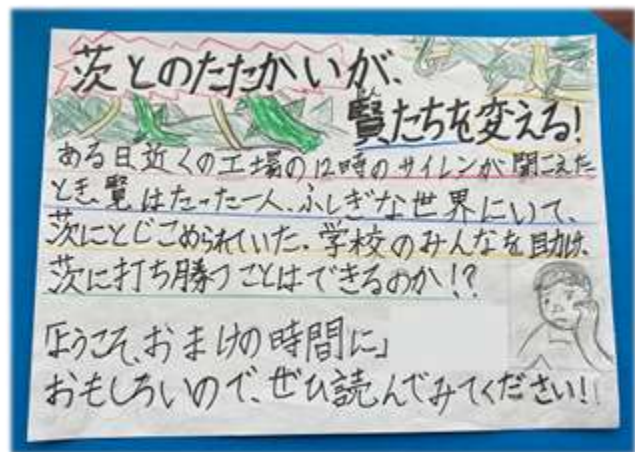 茨とのたたかいが、
賢たちを変える!
ある日近くの工場の12時のサイレンが聞こえた
とき、賢はたった一人、ふしぎな世界にいて、
茨にとじこめられていた。学校のみんなを助け、
茨に打ち勝つことはできるのか!?
「ようこそ、おまけの時間に」
おもしろいので、ぜひ読んでみてください!!